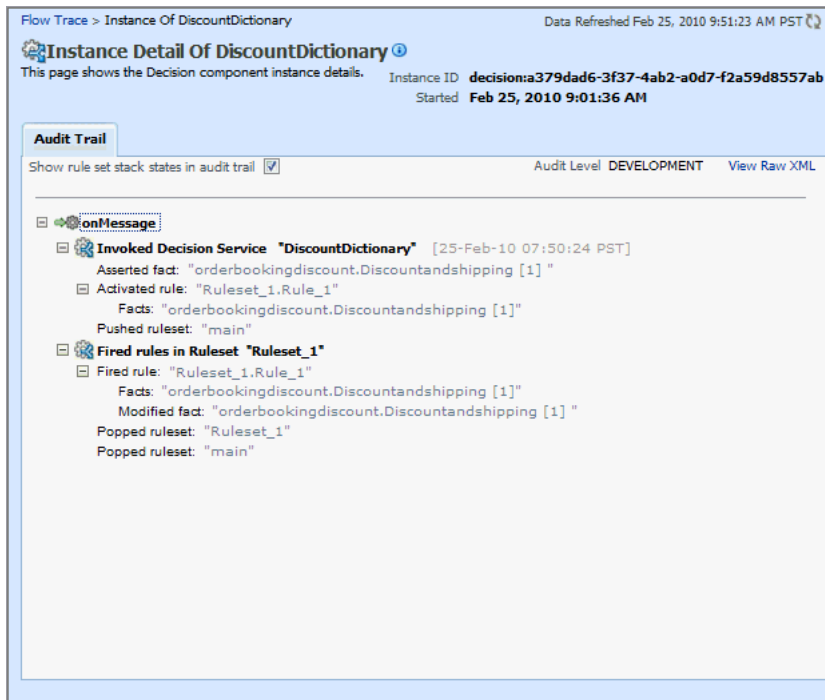 Flow Trace > Instance Of DiscountDictionary
Data Refreshed Feb 25, 2010 9:51:23 AM PST
Instance Detail Of DiscountDictionary
This page shows the Decision component instance details.
Instance ID decision:a379dad6-3f37-4ab2-a0d7-f2a59d8557ab
Started Feb 25, 2010 9:01:36 AM
Audit Trail
Show rule set stack states in audit trail
Audit Level DEVELOPMENT
View Raw XML
onMessage
Invoked Decision Service "DiscountDictionary" [25-Feb-10 07:50:24 PST]
Asserted fact: "orderbookingdiscount.Discountandshipping [1] "
Activated rule: "Ruleset_1.Rule_1"
Facts: "orderbookingdiscount.Discountandshipping [1]"
Pushed ruleset: "main"
Fired rules in Ruleset "Ruleset_1"
Fired rule: "Ruleset_1.Rule_1"
Facts: "orderbookingdiscount.Discountandshipping [1]"
Modified fact: "orderbookingdiscount.Discountandshipping [1] "
Popped ruleset: "Ruleset_1"
Popped ruleset: "main"